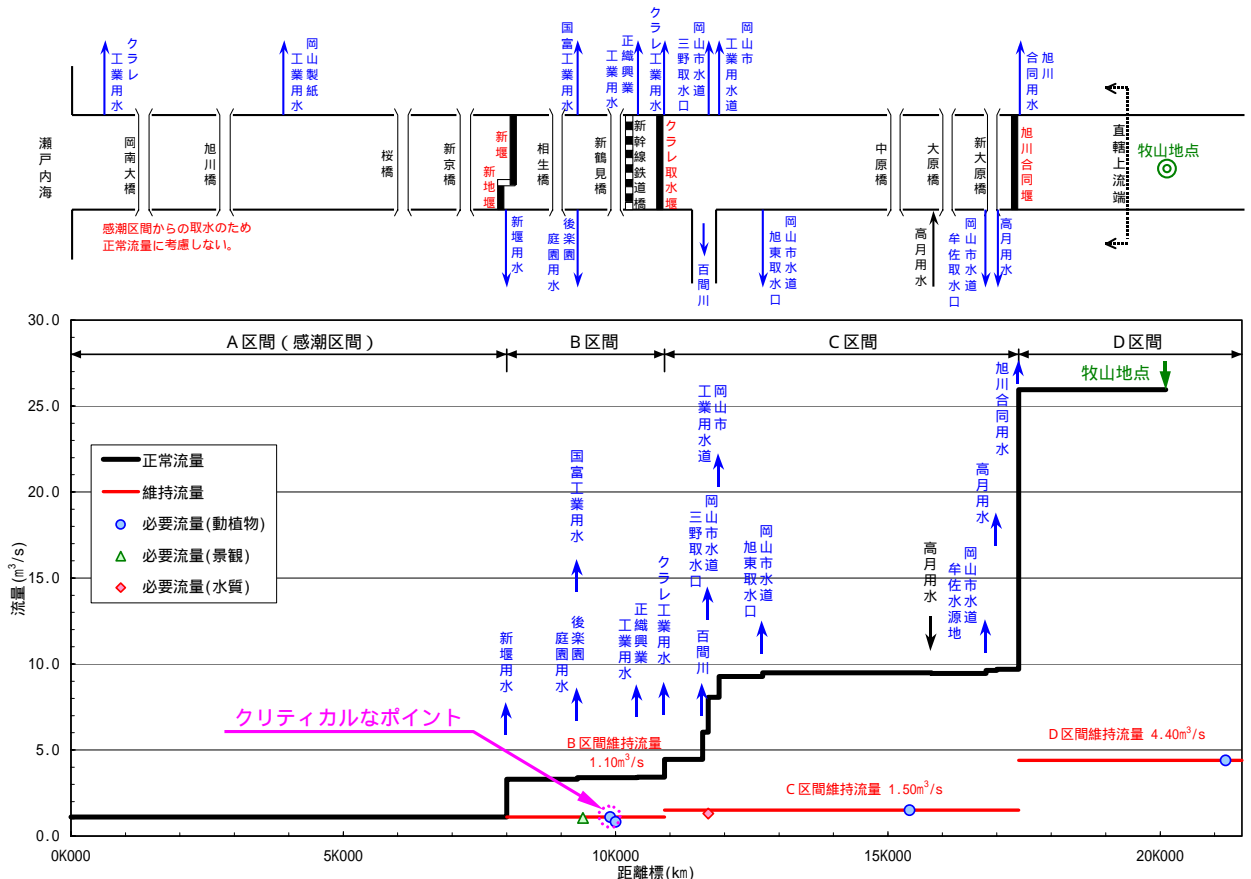 クラレ
工業用水
岡山製紙
工業用水
国富工業用水
正織興業
工業用水
クラレ工業用水
岡山市水道
三野取水口
岡山市
工業用水道
旭川
合同用水
瀬戸内海
岡南大橋
旭川橋
桜橋
新京橋
新堰
新地堰
相生橋
新鶴見橋
新幹線鉄道橋
クラレ取水堰
中原橋
大原橋
新大原橋
旭川合同堰
直轄上流端
牧山地点
感潮区間からの取水のため
正常流量に考慮しない。
新堰用水
後楽園
庭園用水
百間川
岡山市水道
旭東取水口
高月用水
岡山市水道
牟佐取水口
高月用水
30.0
25.0
20.0
15.0
10.0
5.0
0.0
流量(m³/s)
A区間(感潮区間)
B区間
C区間
D区間
正常流量
維持流量
必要流量(動植物)
必要流量(景観)
必要流量(水質)
新堰用水
国富工業用水
後楽園
庭園用水
正織興業
工業用水
クラレ工業用水
岡山市
工業用水道
岡山市水道
三野取水口
百間川
岡山市水道
旭東取水口
高月用水
岡山市水道
牟佐水源地
高月用水
旭川合同用水
牧山地点
クリティカルなポイント
B区間維持流量
1.10m³/s
C区間維持流量 1.50m³/s
D区間維持流量 4.40m³/s
0K000
5K000
10K000
15K000
20K000
距離標(km)